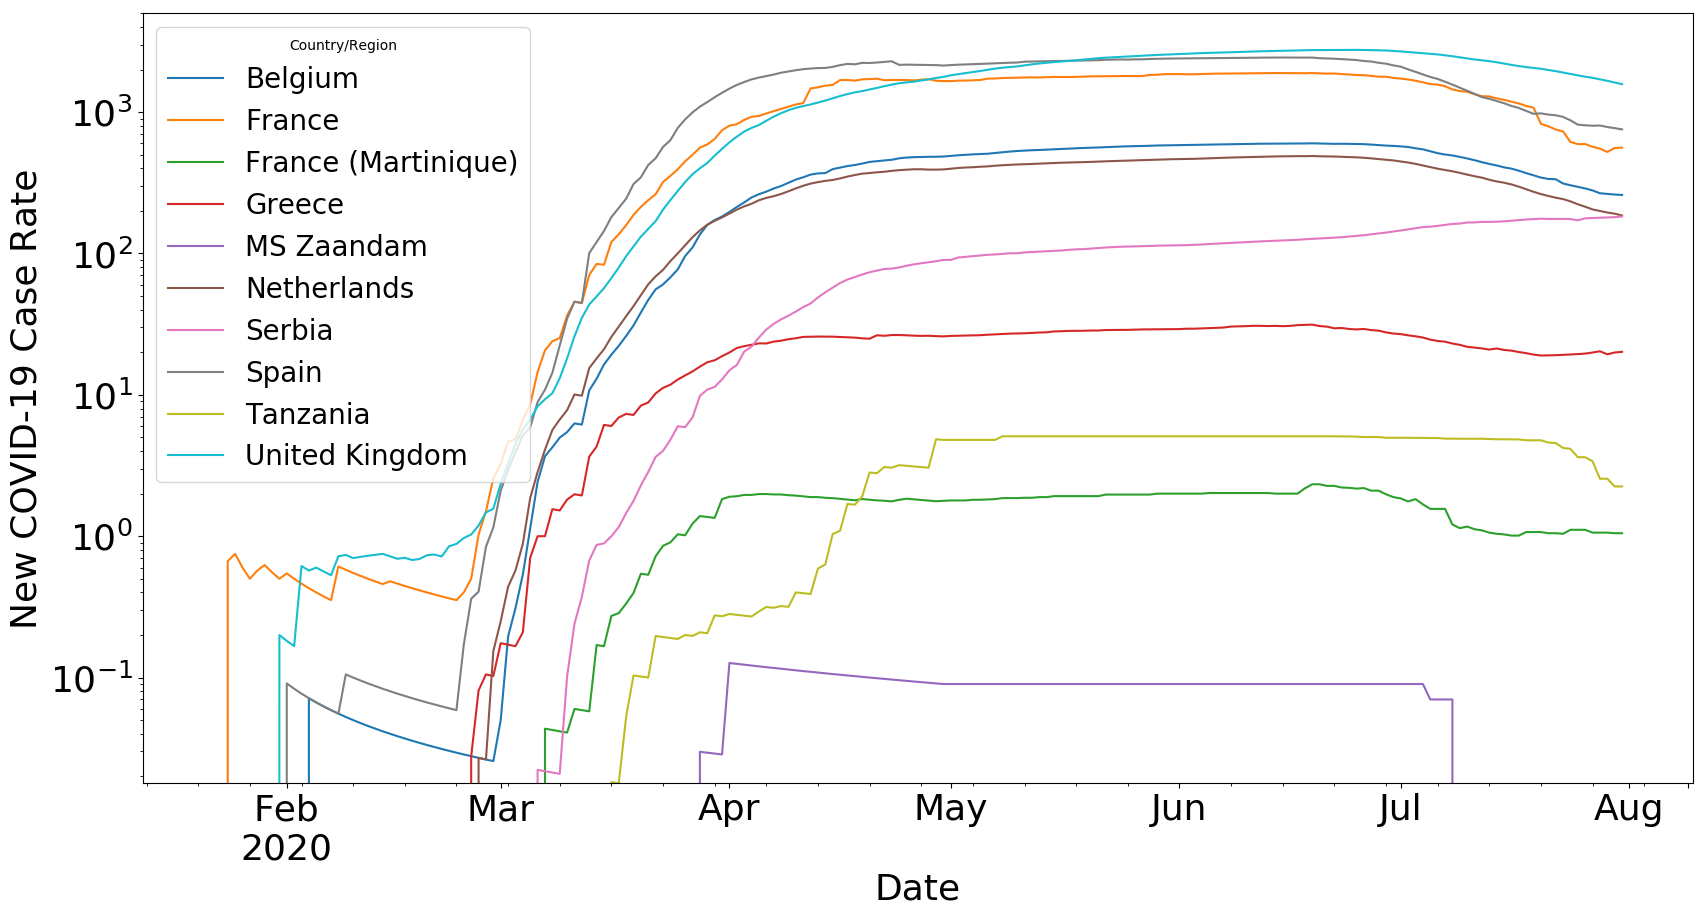 New COVID-19 Case Rate
10³
10²
10¹
10⁰
10⁻¹
Country/Region
Belgium
France
France (Martinique)
Greece
MS Zaandam
Netherlands
Serbia
Spain
Tanzania
United Kingdom
Feb Mar Apr May Jun Jul Aug
2020
Date